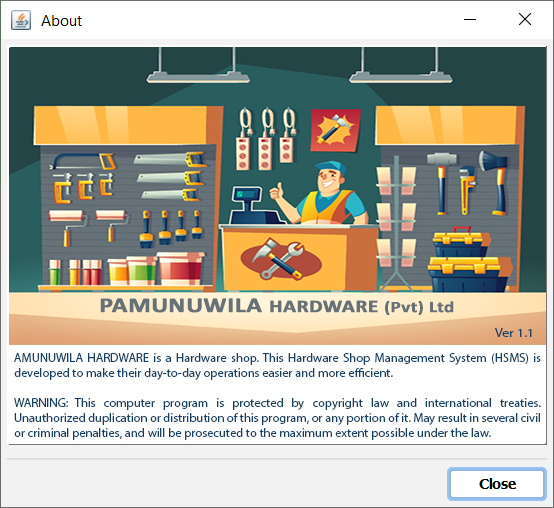 About
PAMUNUWILA HARDWARE (Pvt) Ltd
Ver 1.1
AMUNUWILA HARDWARE is a Hardware shop. This Hardware Shop Management System (HSMS) is
developed to make their day-to-day operations easier and more efficient.
WARNING: This computer program is protected by copyright law and international treaties.
Unauthorized duplication or distribution of this program, or any portion of it. May result in several civil
or criminal penalties, and will be prosecuted to the maximum extent possible under the law.
Close